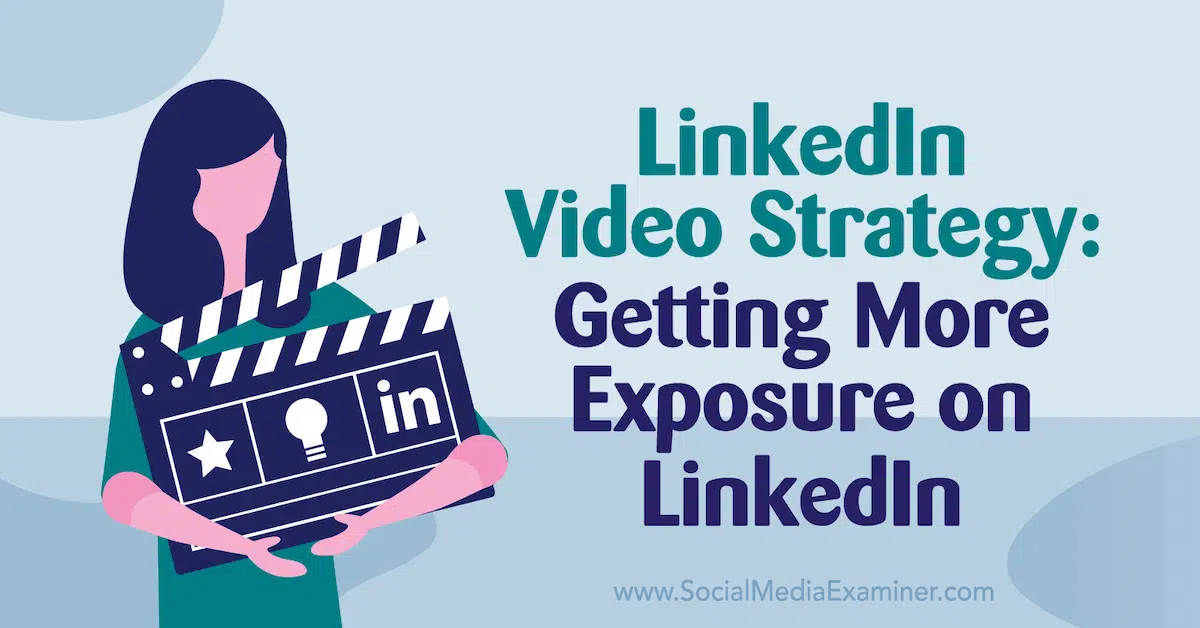 LinkedIn
Video Strategy:
Getting More
Exposure on
LinkedIn
in
www.SocialMediaExaminer.com